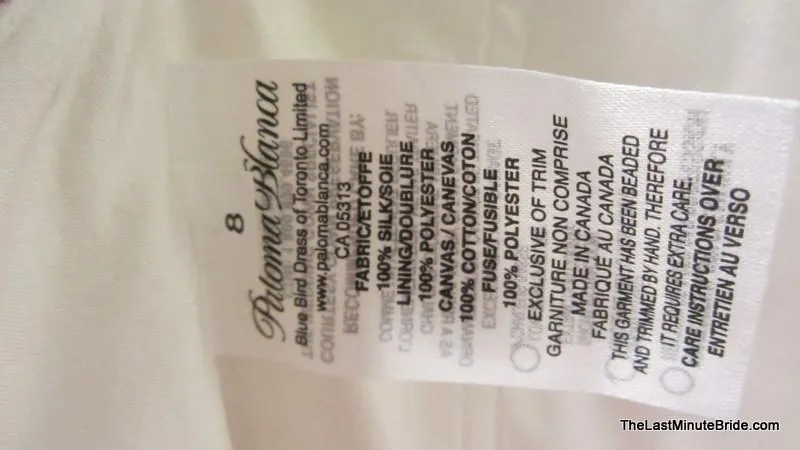 8
Paloma Blanca
Blue Bird Dress of Toronto Limited
www.palomablanca.com
CA 05313
FABRIC/ETOFFE
100% SILK/SOIE
LINING/DOUBLURE
100% POLYESTER
CANVAS / CANEVAS
100% COTTON/COTON
FUSE/FUSIBLE
100% POLYESTER
EXCLUSIVE OF TRIM
GARNITURE NON COMPRISE
MADE IN CANADA
FABRIQUÉ AU CANADA
THIS GARMENT HAS BEEN BEADED
AND TRIMMED BY HAND. THEREFORE
IT REQUIRES EXTRA CARE.
CARE INSTRUCTIONS OVER
ENTRETIEN AU VERSO
TheLastMinuteBride.com